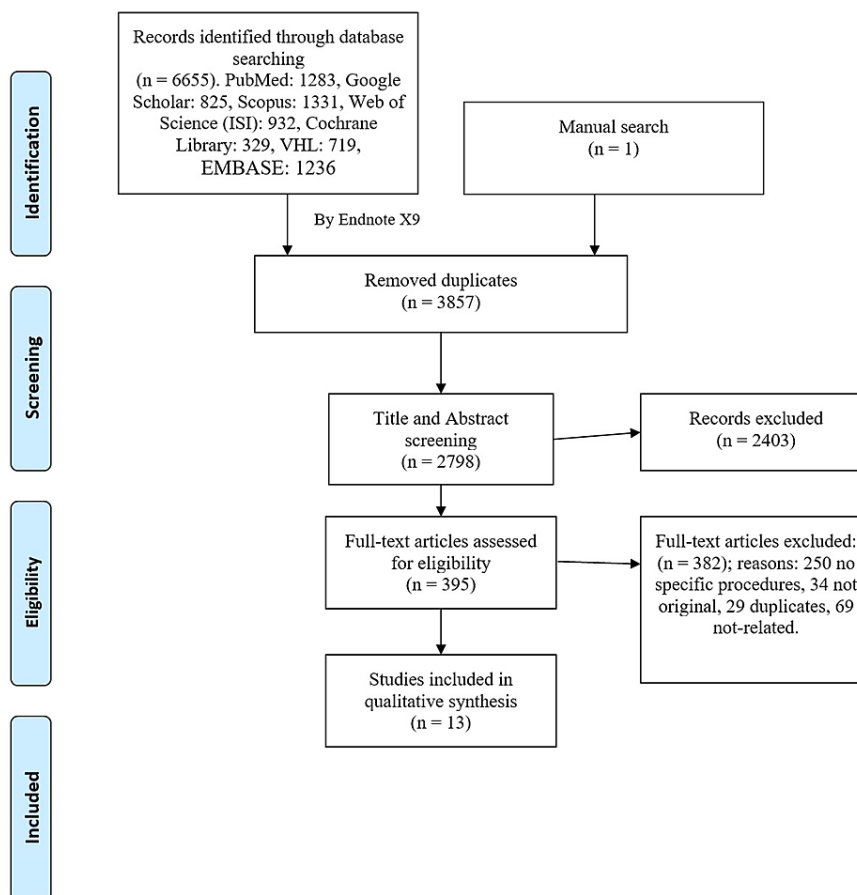 Records identified through database
searching
(n = 6655). PubMed: 1283, Google
Scholar: 825, Scopus: 1331, Web of
Science (ISI): 932, Cochrane
Library: 329, VHL: 719,
EMBASE: 1236
Manual search
(n = 1)
Identification
By Endnote X9
Removed duplicates
(n = 3857)
Screening
Title and Abstract
screening
(n = 2798)
Records excluded
(n = 2403)
Eligibility
Full-text articles assessed
for eligibility
(n = 395)
Full-text articles excluded:
(n = 382); reasons: 250 no
specific procedures, 34 not
original, 29 duplicates, 69
not-related.
Studies included in
qualitative synthesis
(n = 13)
Included